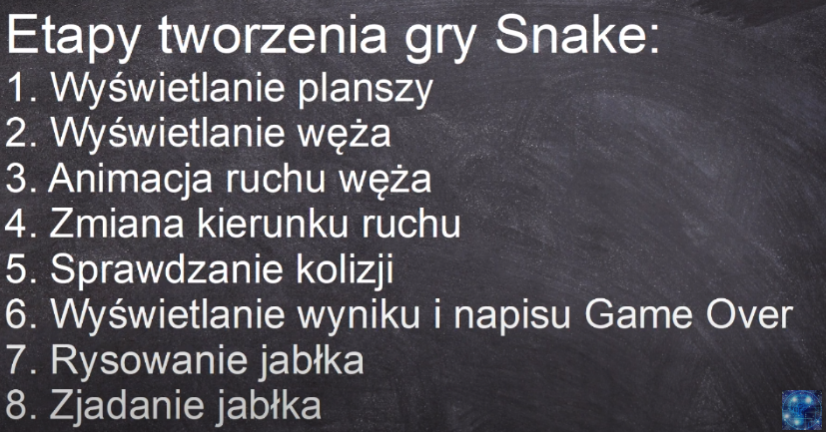 Etapy tworzenia gry Snake:
1. Wyświetlanie planszy
2. Wyświetlanie węża
3. Animacja ruchu węża
4. Zmiana kierunku ruchu
5. Sprawdzanie kolizji
6. Wyświetlanie wyniku i napisu Game Over
7. Rysowanie jabłka
8. Zjadanie jabłka